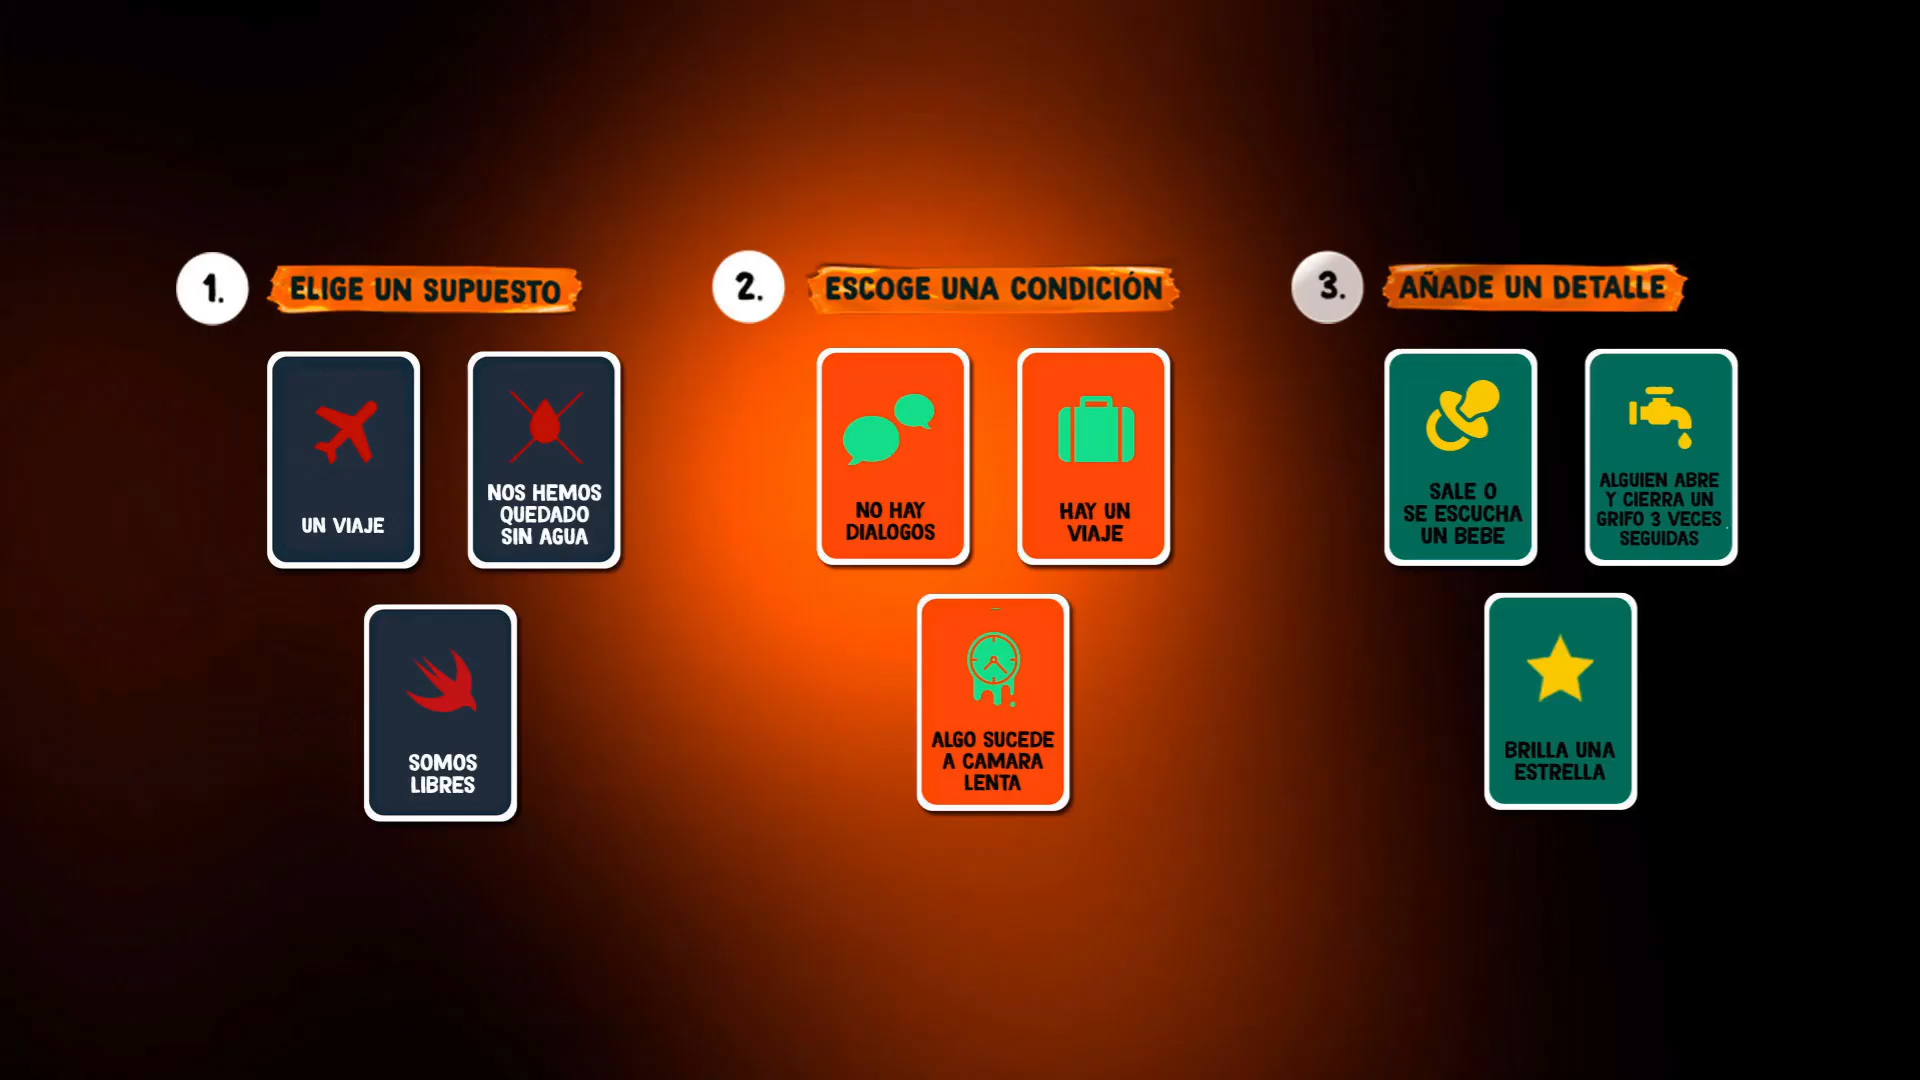 1.
ELIGE UN SUPUESTO
UN VIAJE
NOS HEMOS
QUEDADO
SIN AGUA
SOMOS
LIBRES
2.
ESCOGE UNA CONDICIÓN
NO HAY
DIALOGOS
HAY UN
VIAJE
ALGO SUCEDE
A CAMARA
LENTA
3.
AÑADE UN DETALLE
SALE O
SE ESCUCHA
UN BEBE
ALGUIEN ABRE
Y CIERRA UN
GRIFO 3 VECES
SEGUIDAS
BRILLA UNA
ESTRELLA